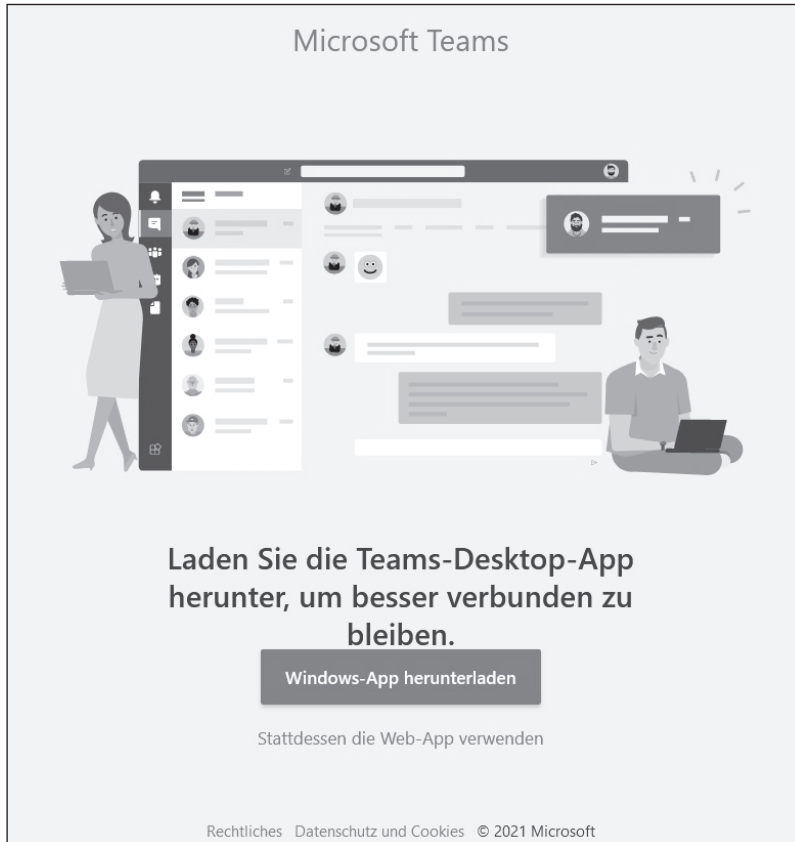 Microsoft Teams
Laden Sie die Teams-Desktop-App
herunter, um besser verbunden zu
bleiben.
Windows-App herunterladen
Stattdessen die Web-App verwenden
Rechtliches Datenschutz und Cookies © 2021 Microsoft